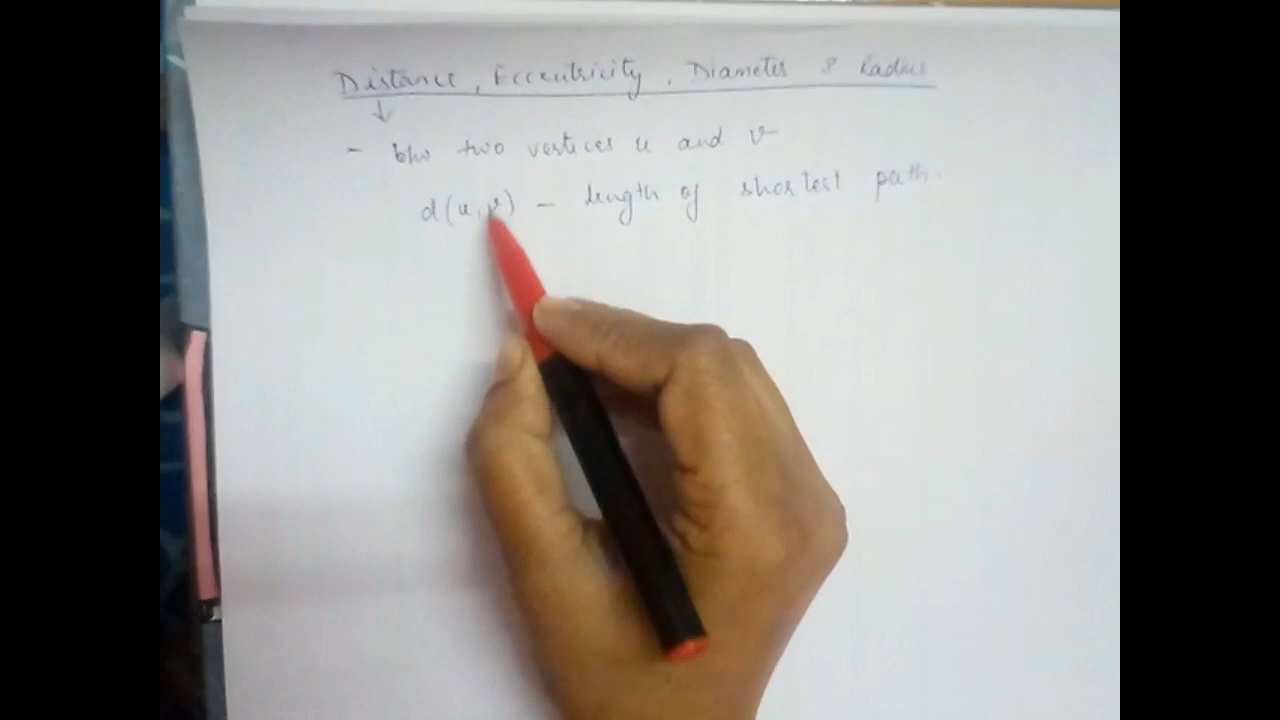 Distance, Eccentricity, Diameter & Radius
- b/w two vertices u and v
d(u,v) - length of shortest path.